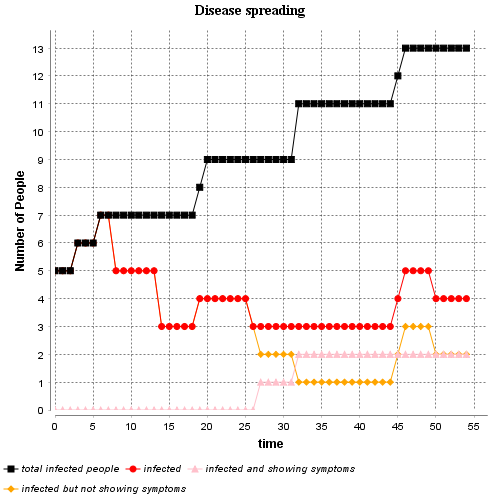 Disease spreading
Number of People
13
12
11
10
9
8
7
6
5
4
3
2
1
0
0 5 10 15 20 25 30 35 40 45 50 55
time
total infected people infected infected and showing symptoms
infected but not showing symptoms